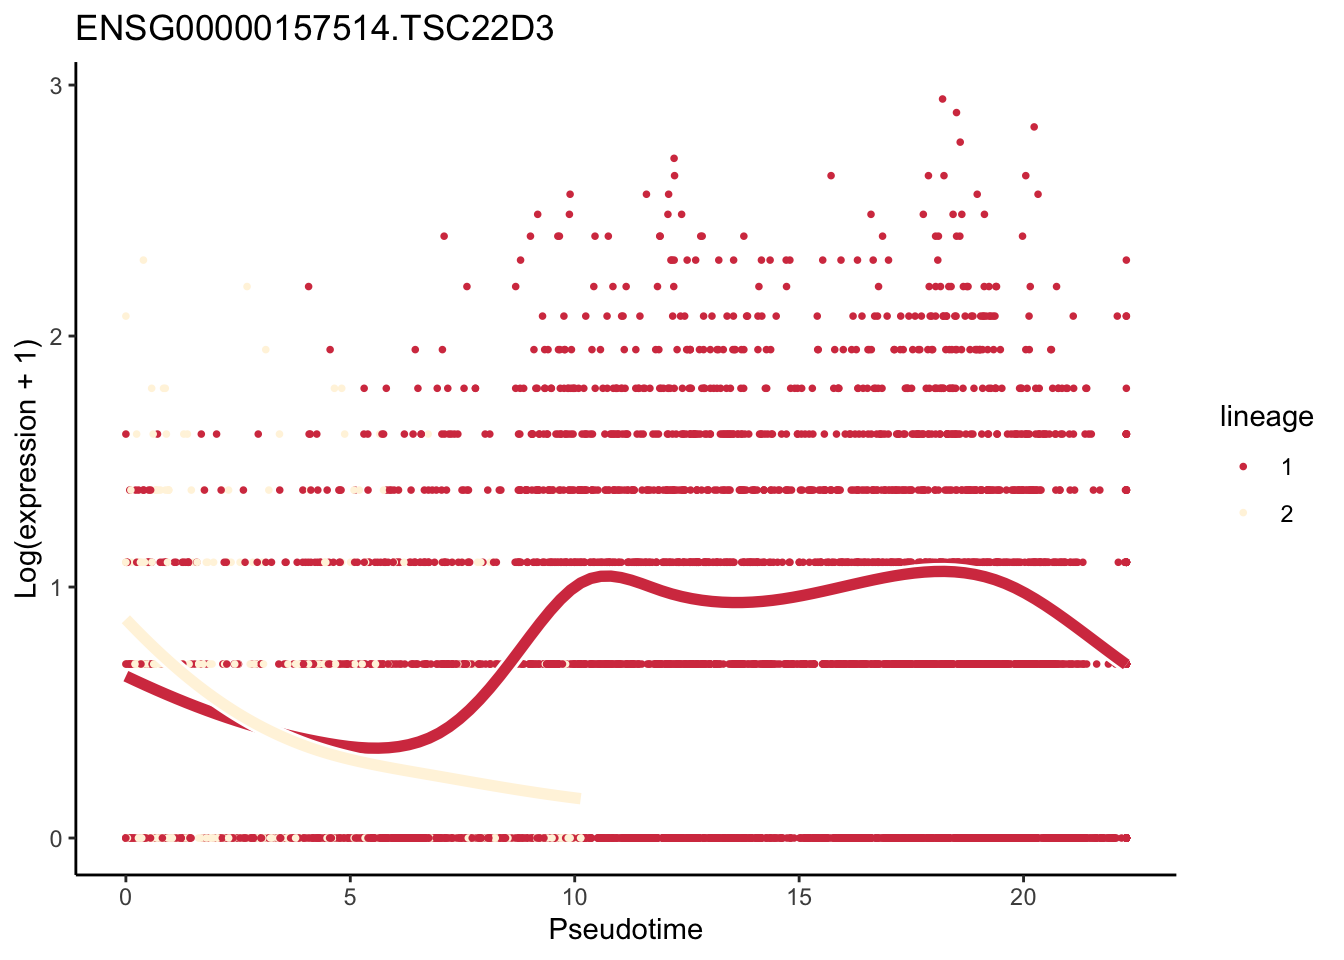 ENSG00000157514.TSC22D3
3
2
1
0
Log(expression + 1)
0 5 10 15 20
Pseudotime
lineage
1
2